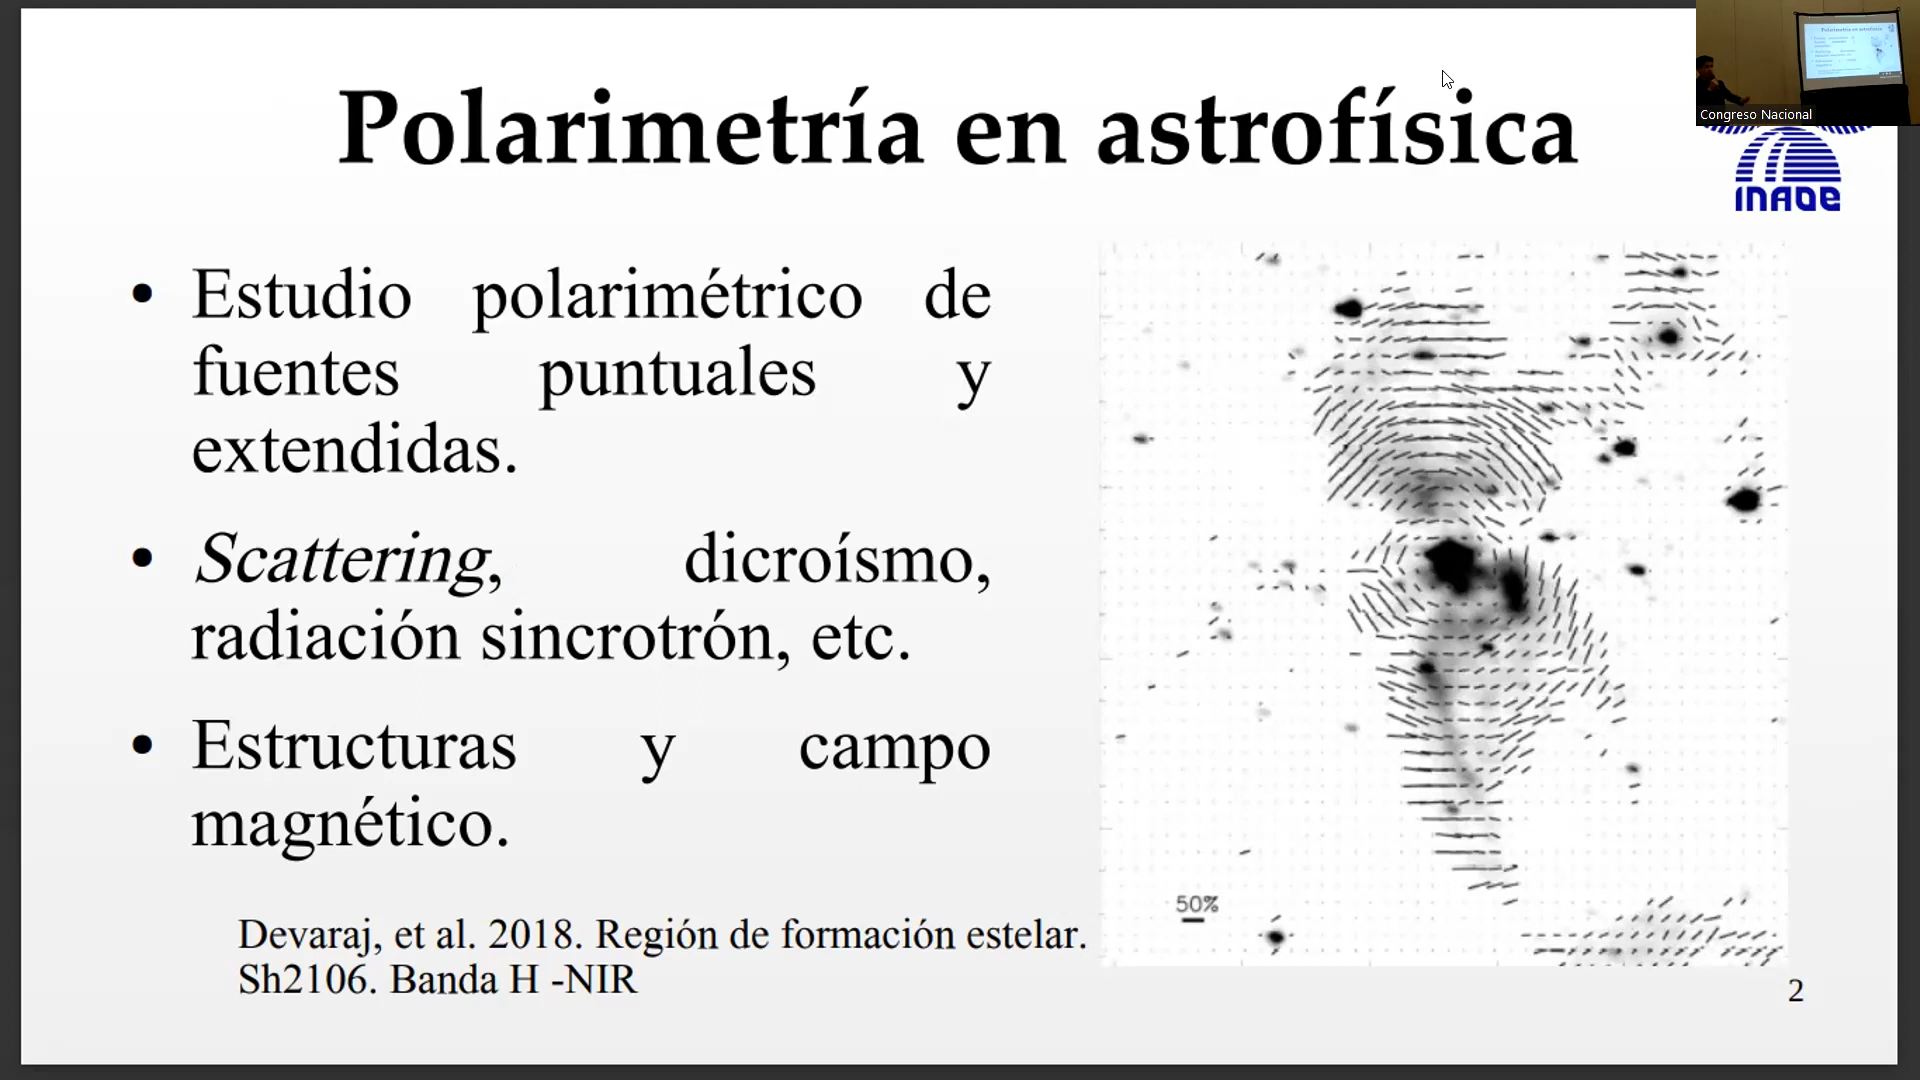 Polarimetría en astrofísica
Congreso Nacional
INAOE
• Estudio polarimétrico de
fuentes puntuales y
extendidas.
• Scattering, dicroísmo,
radiación sincrotrón, etc.
• Estructuras y campo
magnético.
50%
Devaraj, et al. 2018. Región de formación estelar.
Sh2106. Banda H -NIR
2